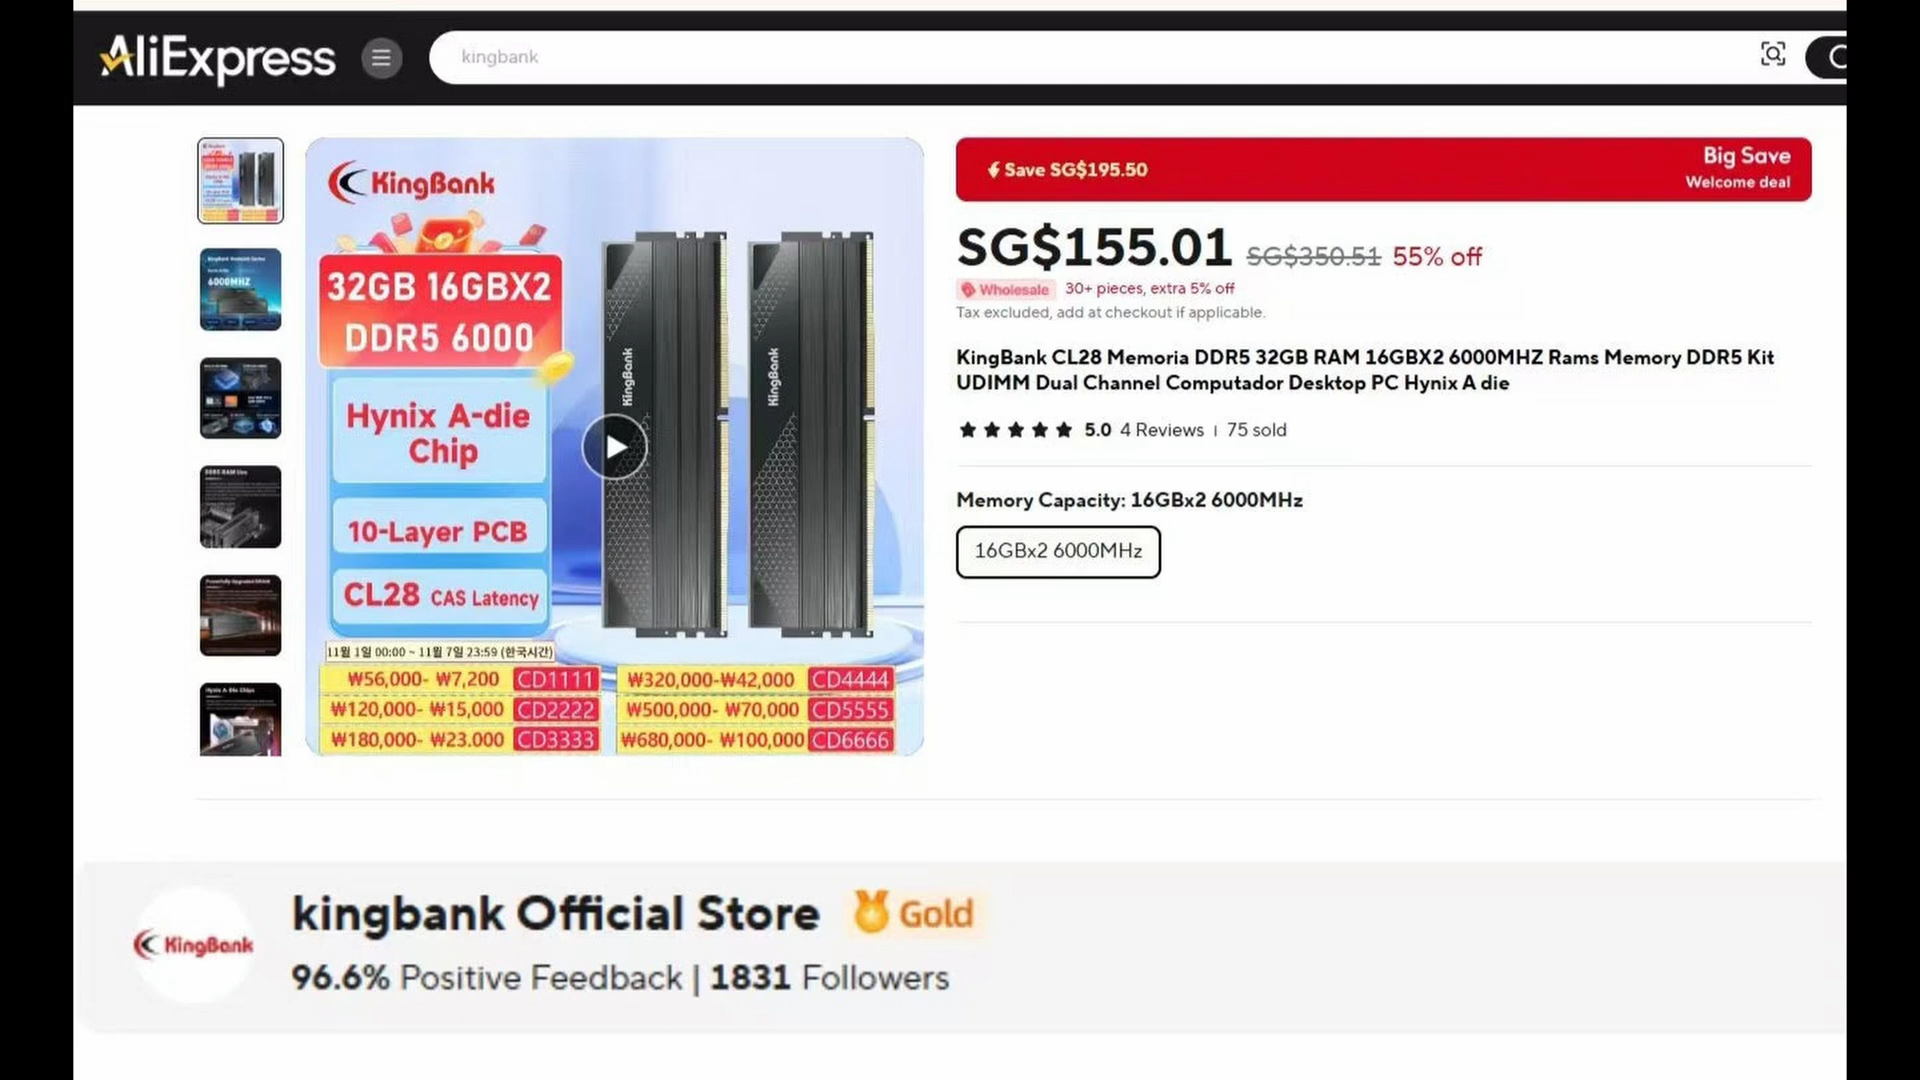 AliExpress
kingbank
KingBank
32GB 16GBX2
DDR5 6000
Hynix A-die
Chip
10-Layer PCB
CL28 CAS Latency
KingBank
KingBank
11월 1일 00:00 ~ 11월 7일 23:59 (한국시간)
₩56,000- ₩7,200 CD1111
₩320,000-₩42,000 CD4444
₩120,000- ₩15,000 CD2222
₩500,000- ₩70,000 CD5555
₩180,000- ₩23.000 CD3333
₩680,000- ₩100,000 CD6666
6000MHZ
Save SG$195.50
Big Save
Welcome deal
SG$155.01 SG$350.51 55% off
Wholesale 30+ pieces, extra 5% off
Tax excluded, add at checkout if applicable.
KingBank CL28 Memoria DDR5 32GB RAM 16GBX2 6000MHZ Rams Memory DDR5 Kit
UDIMM Dual Channel Computador Desktop PC Hynix A die
5.0 4 Reviews | 75 sold
Memory Capacity: 16GBx2 6000MHz
16GBx2 6000MHz
KingBank
kingbank Official Store Gold
96.6% Positive Feedback | 1831 Followers